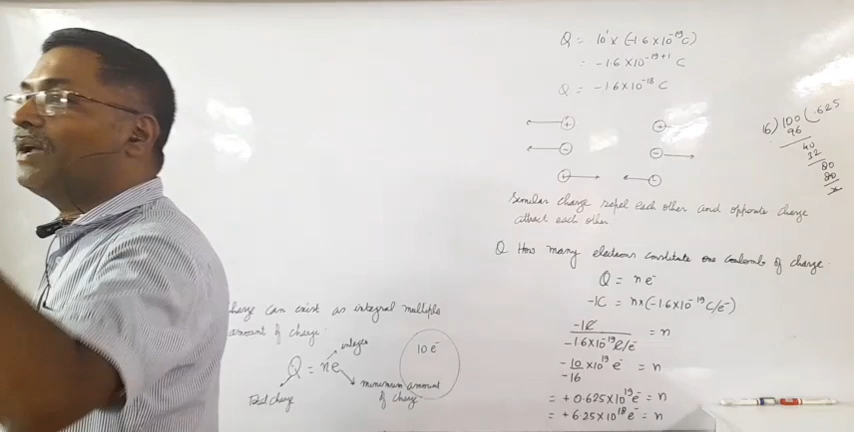 Q = 10¹ × (-1.6 × 10⁻¹⁹ C)
= -1.6 × 10⁻¹⁹⁺¹ C
Q = -1.6 × 10⁻¹⁸ C
16) 100 ( .625
96
40
32
80
80
×
+ +
- -
+ -
Similar charge repel each other and opposite charge
attract each other
Q How many electrons constitute one coulomb of charge.
Q = n e⁻
-1C = n × (-1.6 × 10⁻¹⁹ C/e⁻)
-1C / -1.6 × 10⁻¹⁹ C/e⁻ = n
-10/-16 × 10¹⁹ e⁻ = n
= + 0.625 × 10¹⁹ e⁻ = n
= + 6.25 × 10¹⁸ e⁻ = n
charge can exist as integral multiple
amount of charge.
integer
Q = ne
Total charge
minimum amount
of charge
10 e⁻